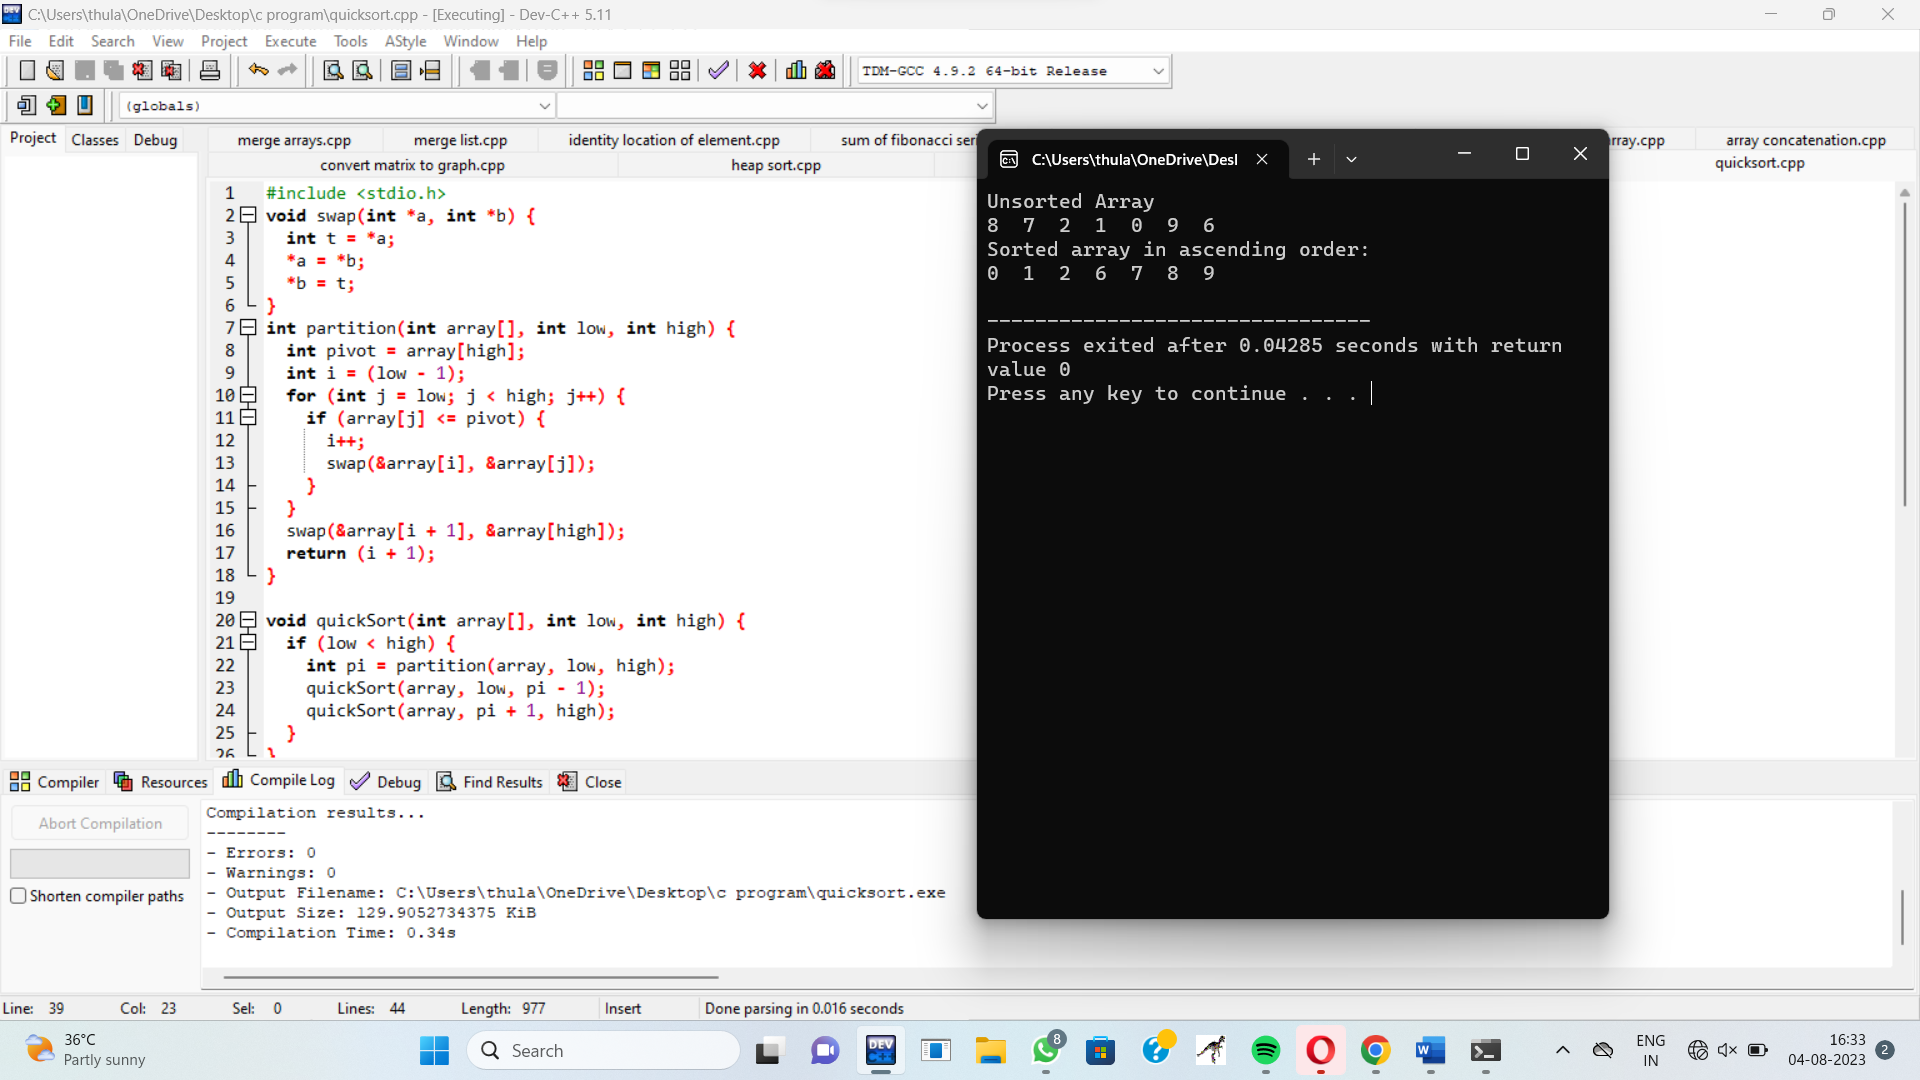 C:\Users\thula\OneDrive\Desktop\c program\quicksort.cpp - [Executing] - Dev-C++ 5.11
File Edit Search View Project Execute Tools AStyle Window Help
TDM-GCC 4.9.2 64-bit Release
(globals)
Project Classes Debug
merge arrays.cpp merge list.cpp identity location of element.cpp sum of fibonacci seri rray.cpp array concatenation.cpp
convert matrix to graph.cpp heap sort.cpp quicksort.cpp
1 #include <stdio.h>
2 void swap(int *a, int *b) {
3 int t = *a;
4 *a = *b;
5 *b = t;
6 }
7 int partition(int array[], int low, int high) {
8 int pivot = array[high];
9 int i = (low - 1);
10 for (int j = low; j < high; j++) {
11 if (array[j] <= pivot) {
12 i++;
13 swap(&array[i], &array[j]);
14 }
15 }
16 swap(&array[i + 1], &array[high]);
17 return (i + 1);
18 }
19
20 void quickSort(int array[], int low, int high) {
21 if (low < high) {
22 int pi = partition(array, low, high);
23 quickSort(array, low, pi - 1);
24 quickSort(array, pi + 1, high);
25 }
26 }
C:\Users\thula\OneDrive\Desl
Unsorted Array
8 7 2 1 0 9 6
Sorted array in ascending order:
0 1 2 6 7 8 9
--------------------------------
Process exited after 0.04285 seconds with return
value 0
Press any key to continue . . .
Compiler Resources Compile Log Debug Find Results Close
Abort Compilation
Shorten compiler paths
Compilation results...
--------
- Errors: 0
- Warnings: 0
- Output Filename: C:\Users\thula\OneDrive\Desktop\c program\quicksort.exe
- Output Size: 129.9052734375 KiB
- Compilation Time: 0.34s
Line: 39 Col: 23 Sel: 0 Lines: 44 Length: 977 Insert Done parsing in 0.016 seconds
36°C
Partly sunny
Search
DEV
C++
8
ENG
IN
16:33
04-08-2023
2